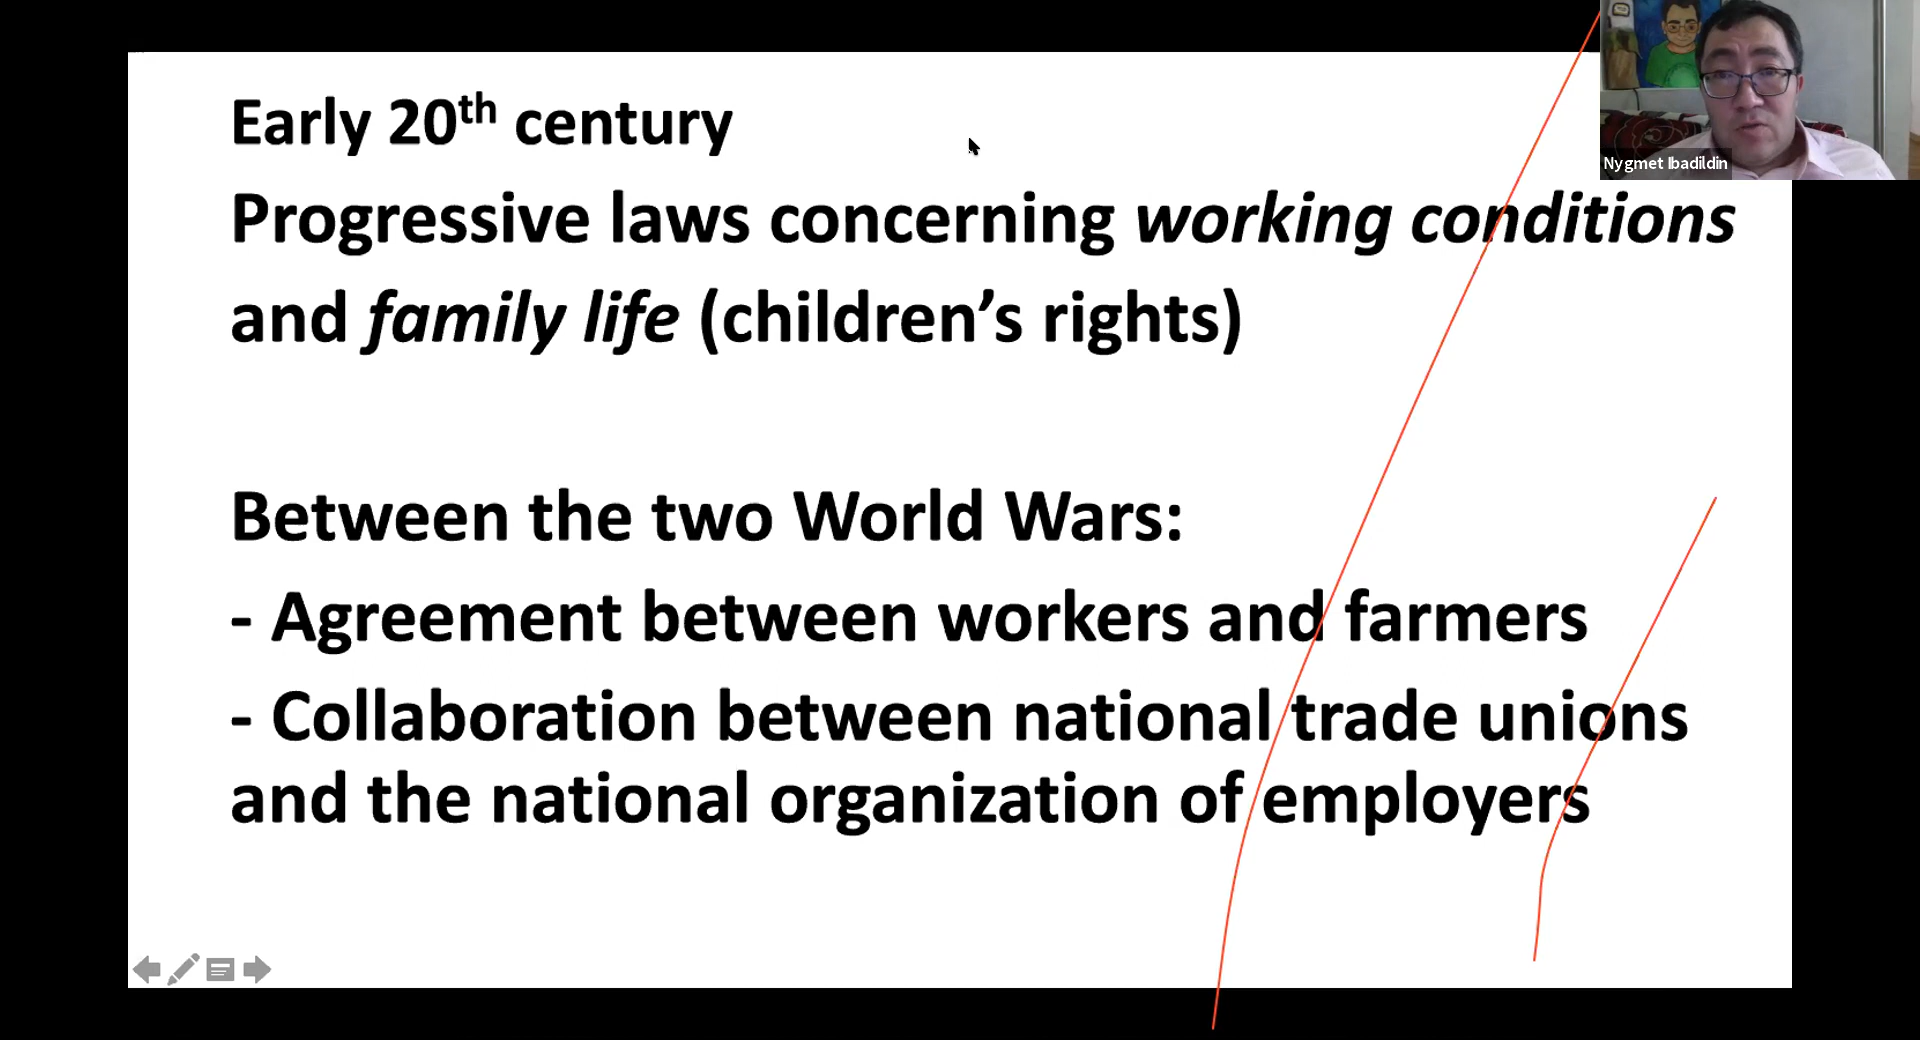 Early 20th century
Progressive laws concerning working conditions
and family life (children’s rights)
Between the two World Wars:
- Agreement between workers and farmers
- Collaboration between national trade unions
and the national organization of employers
Nygmet Ibadildin